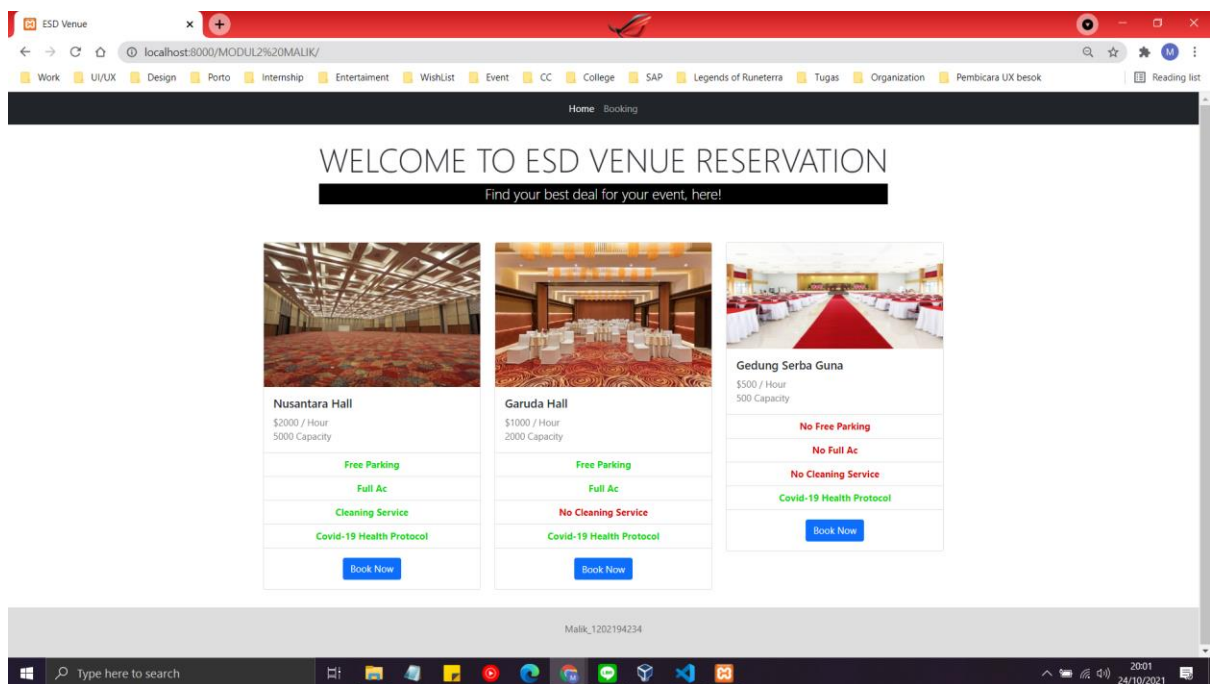 ESD Venue
localhost:8000/MODUL2%20MALIK/
M
Work UI/UX Design Porto Internship Entertaiment WishList Event CC College SAP Legends of Runeterra Tugas Organization Pembicara UX besok Reading list
Home Booking
WELCOME TO ESD VENUE RESERVATION
Find your best deal for your event, here!
Nusantara Hall
$2000 / Hour
5000 Capacity
Free Parking
Full Ac
Cleaning Service
Covid-19 Health Protocol
Book Now
Garuda Hall
$1000 / Hour
2000 Capacity
Free Parking
Full Ac
No Cleaning Service
Covid-19 Health Protocol
Book Now
Gedung Serba Guna
$500 / Hour
500 Capacity
No Free Parking
No Full Ac
No Cleaning Service
Covid-19 Health Protocol
Book Now
Malik_1202194234
Type here to search
20:01
24/10/2021